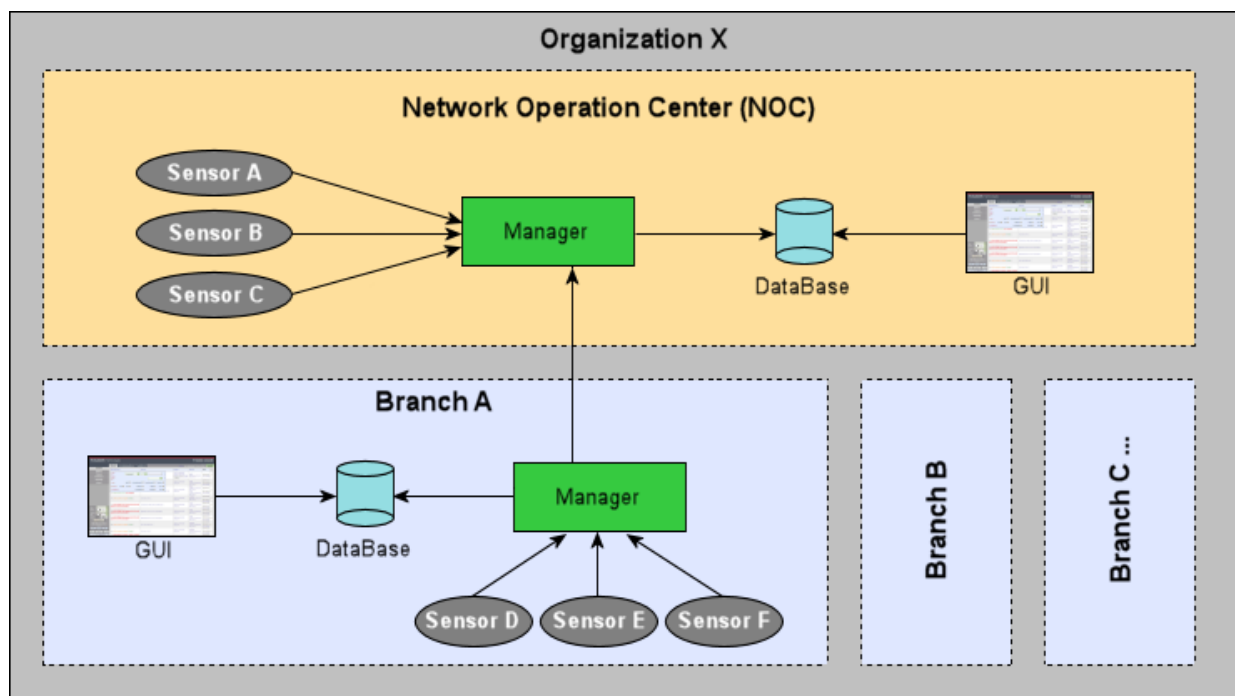 Organization X
Network Operation Center (NOC)
Sensor A
Sensor B
Sensor C
Manager
DataBase
GUI
Branch A
GUI
DataBase
Manager
Sensor D
Sensor E
Sensor F
Branch B
Branch C ...